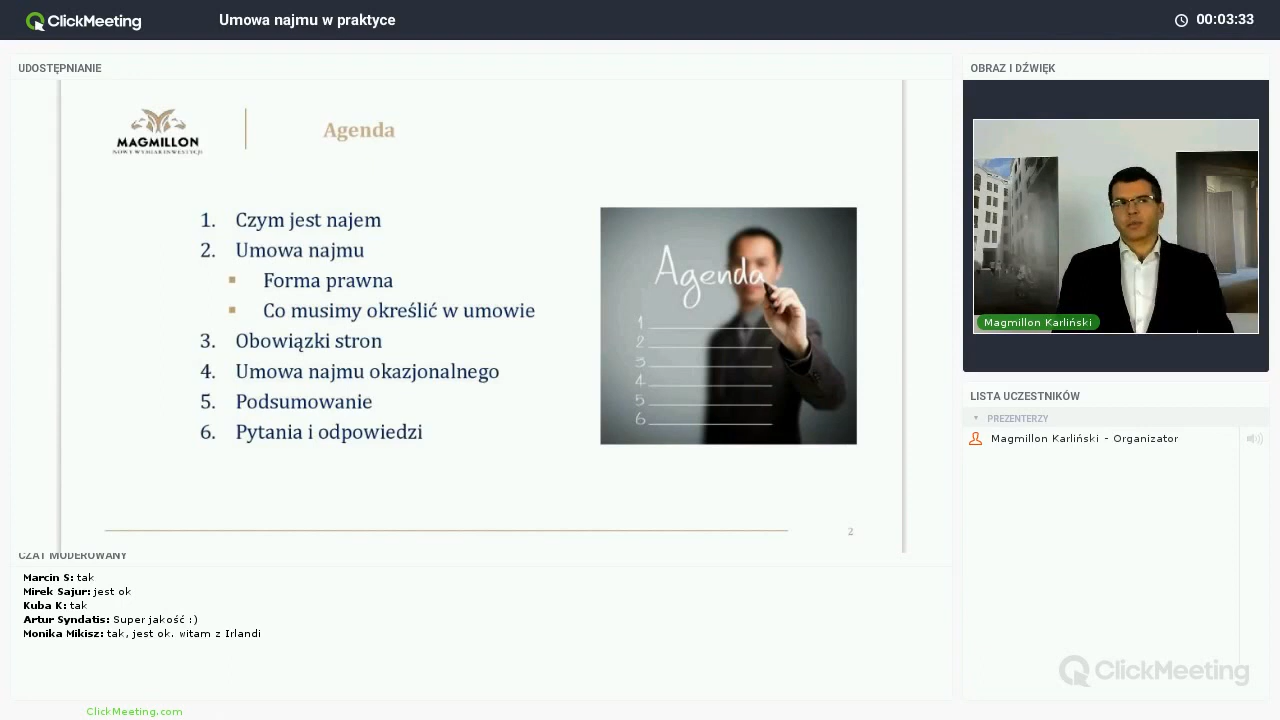 ClickMeeting
Umowa najmu w praktyce
00:03:33
UDOSTĘPNIANIE
MAGMILLON
NOWY WYMIAR INWESTYCJI
Agenda
1. Czym jest najem
2. Umowa najmu
Forma prawna
Co musimy określić w umowie
3. Obowiązki stron
4. Umowa najmu okazjonalnego
5. Podsumowanie
6. Pytania i odpowiedzi
Agenda
1
2
3
4
5
6
2
CZAT MODEROWANY
Marcin S: tak
Mirek Sajur: jest ok
Kuba K: tak
Artur Syndatis: Super jakość :)
Monika Mikisz: tak, jest ok. witam z Irlandi
ClickMeeting.com
OBRAZ I DŹWIĘK
Magmillon Karliński
LISTA UCZESTNIKÓW
PREZENTERZY
Magmillon Karliński - Organizator
ClickMeeting